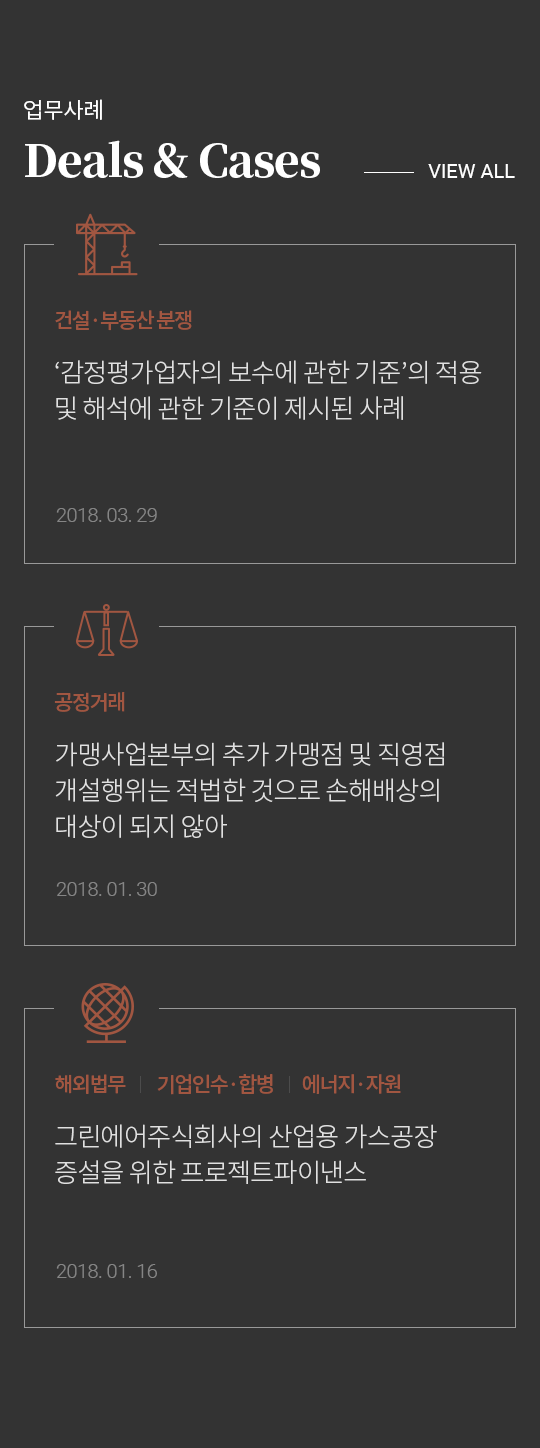 업무사례
Deals & Cases
VIEW ALL
건설·부동산 분쟁
‘감정평가업자의 보수에 관한 기준’의 적용
및 해석에 관한 기준이 제시된 사례
2018. 03. 29
공정거래
가맹사업본부의 추가 가맹점 및 직영점
개설행위는 적법한 것으로 손해배상의
대상이 되지 않아
2018. 01. 30
해외법무 | 기업인수·합병 | 에너지·자원
그린에어주식회사의 산업용 가스공장
증설을 위한 프로젝트파이낸스
2018. 01. 16